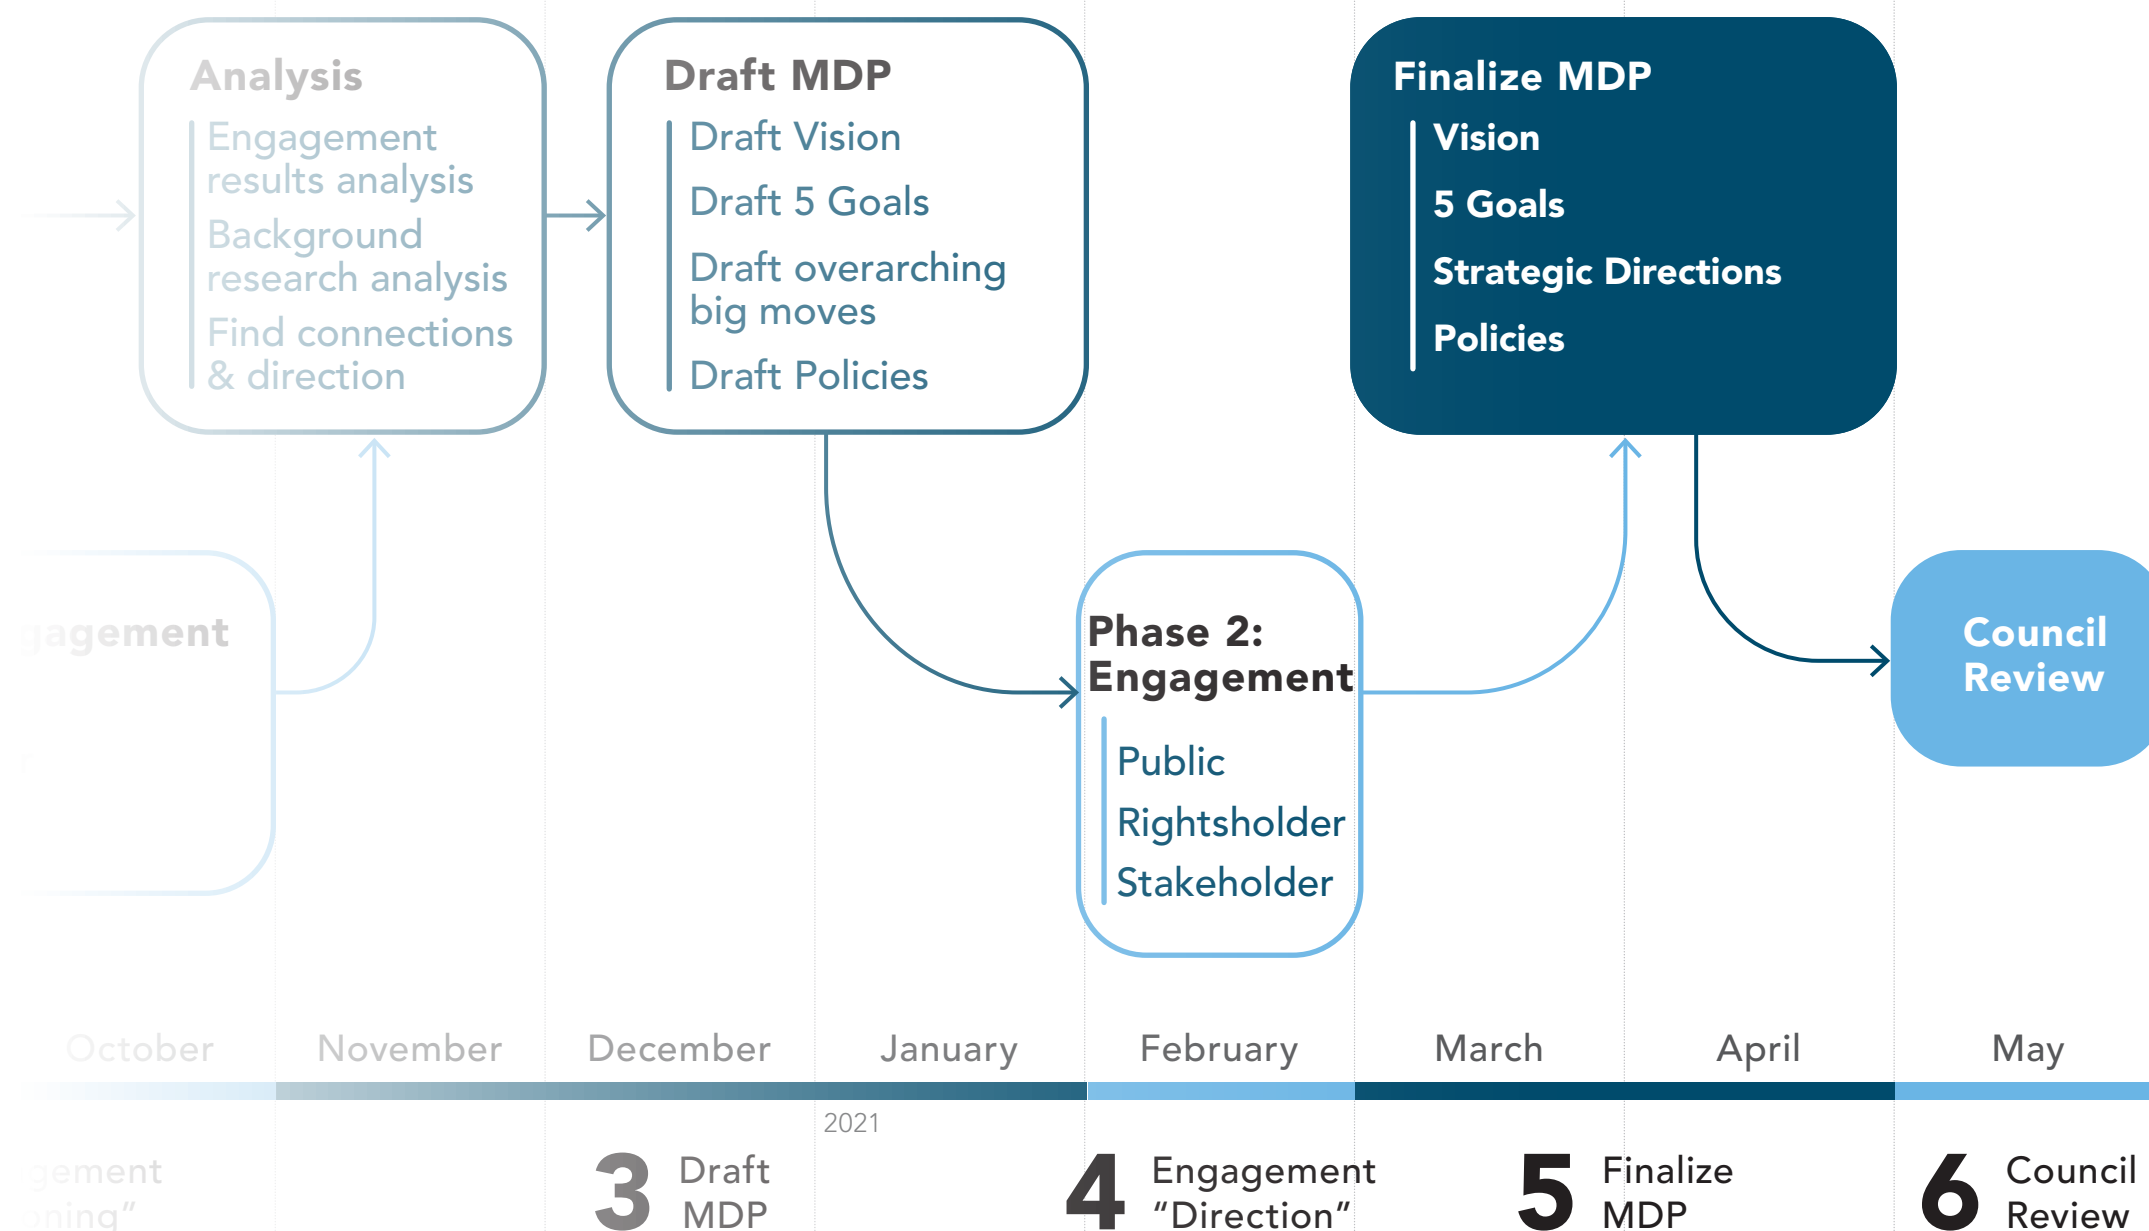 Analysis
Engagement
results analysis
Background
research analysis
Find connections
& direction
Draft MDP
Draft Vision
Draft 5 Goals
Draft overarching
big moves
Draft Policies
Finalize MDP
Vision
5 Goals
Strategic Directions
Policies
gagement
Phase 2:
Engagement
Public
Rightsholder
Stakeholder
Council
Review
October
November
December
January
February
March
April
May
2021
gement
oning”
3 Draft
MDP
4 Engagement
“Direction”
5 Finalize
MDP
6 Council
Review